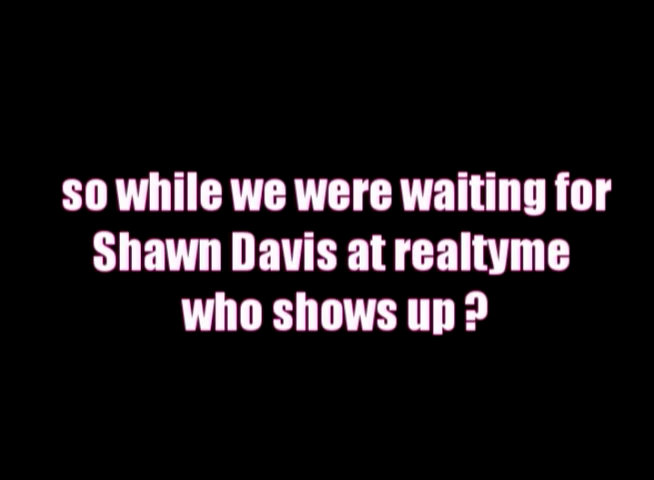 so while we were waiting for
Shawn Davis at realtyme
who shows up ?